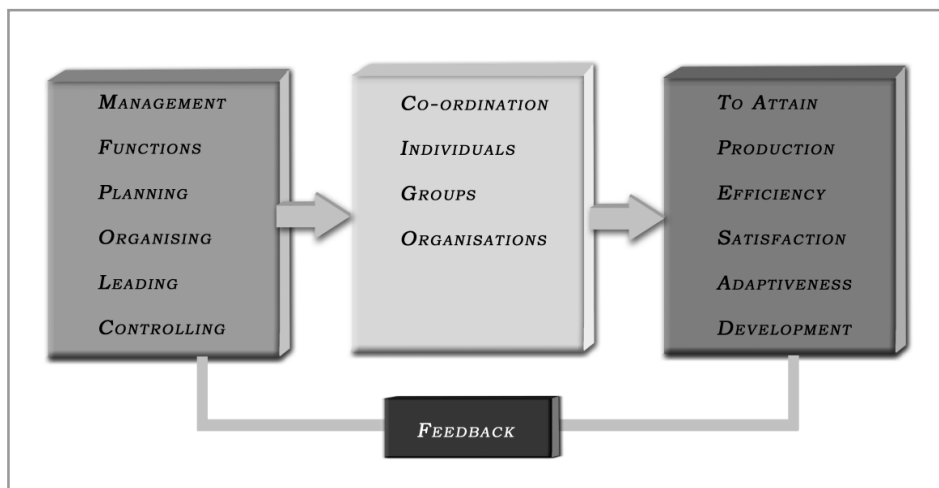 Management
Functions
Planning
Organising
Leading
Controlling
Co-ordination
Individuals
Groups
Organisations
To Attain
Production
Efficiency
Satisfaction
Adaptiveness
Development
Feedback